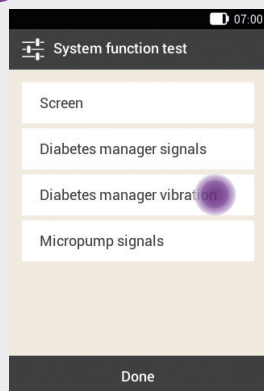 07:00
System function test
Screen
Diabetes manager signals
Diabetes manager vibration
Micropump signals
Done